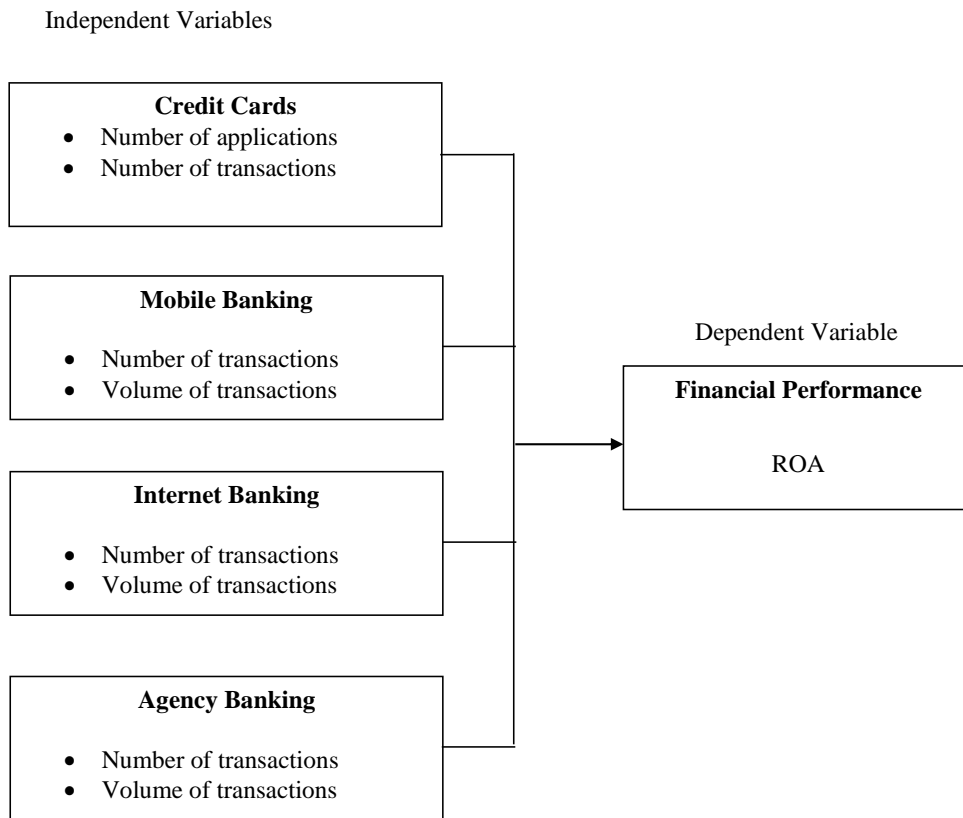 Independent Variables
Credit Cards
• Number of applications
• Number of transactions
Mobile Banking
• Number of transactions
• Volume of transactions
Dependent Variable
Financial Performance
ROA
Internet Banking
• Number of transactions
• Volume of transactions
Agency Banking
• Number of transactions
• Volume of transactions